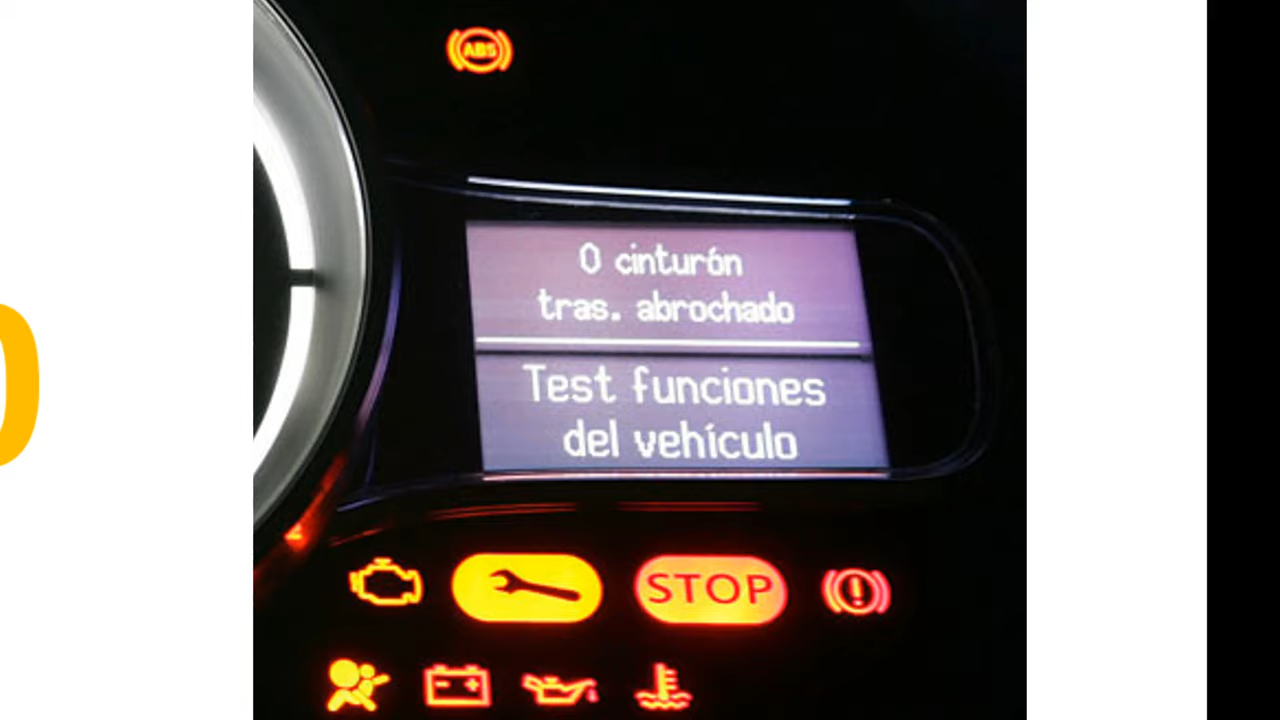 ABS
0 cinturón
tras. abrochado
Test funciones
del vehículo
STOP